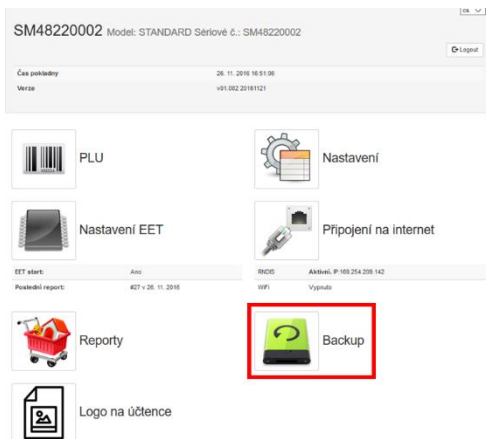 cs
SM48220002 Model: STANDARD Sériové č.: SM48220002
Logout
Čas pokladny 26. 11. 2016 16:51:06
Verze v01.002 20161121
PLU
Nastavení
Nastavení EET
Připojení na internet
EET start: Ano
RNDIS Aktivní. IP:169.254.209.142
Poslední report: #27 v 26. 11. 2016
WiFi Vypnuto
Reporty
Backup
Logo na účtence